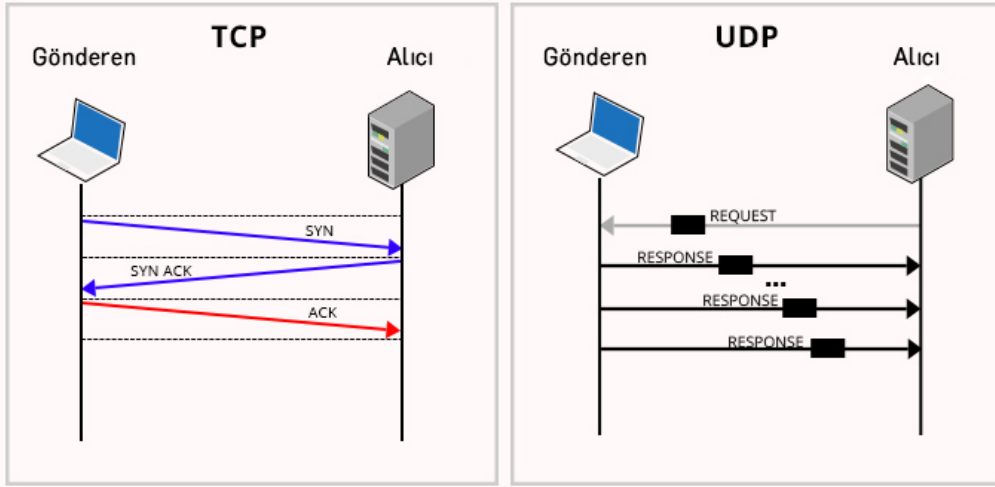 TCP
Gönderen
Alıcı
SYN
SYN ACK
ACK
UDP
Gönderen
Alıcı
REQUEST
RESPONSE
...
RESPONSE
RESPONSE